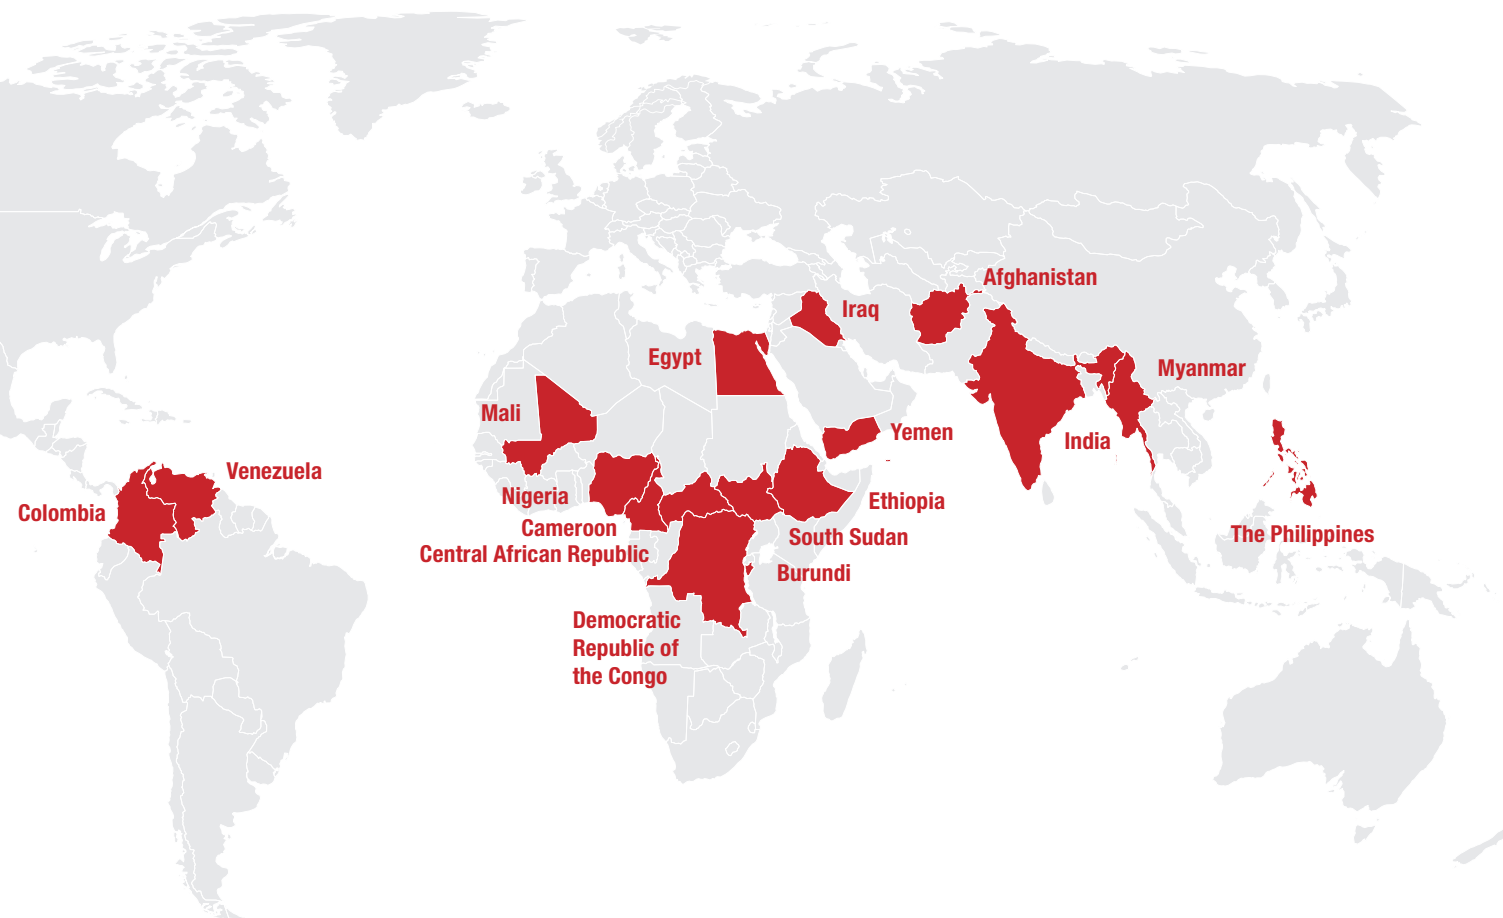 Afghanistan
Iraq
Egypt
Myanmar
Mali
Yemen
India
Venezuela
Nigeria
Ethiopia
Colombia
Cameroon
The Philippines
South Sudan
Central African Republic
Burundi
Democratic
Republic of
the Congo